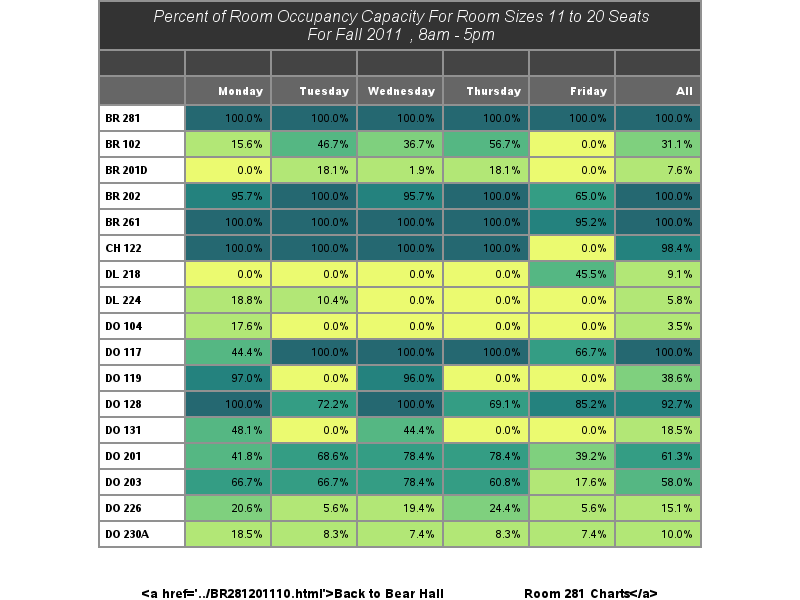 Percent of Room Occupancy Capacity For Room Sizes 11 to 20 Seats
For Fall 2011 , 8am - 5pm
Monday Tuesday Wednesday Thursday Friday All
BR 281 100.0% 100.0% 100.0% 100.0% 100.0% 100.0%
BR 102 15.6% 46.7% 36.7% 56.7% 0.0% 31.1%
BR 201D 0.0% 18.1% 1.9% 18.1% 0.0% 7.6%
BR 202 95.7% 100.0% 95.7% 100.0% 65.0% 100.0%
BR 261 100.0% 100.0% 100.0% 100.0% 95.2% 100.0%
CH 122 100.0% 100.0% 100.0% 100.0% 0.0% 98.4%
DL 218 0.0% 0.0% 0.0% 0.0% 45.5% 9.1%
DL 224 18.8% 10.4% 0.0% 0.0% 0.0% 5.8%
DO 104 17.6% 0.0% 0.0% 0.0% 0.0% 3.5%
DO 117 44.4% 100.0% 100.0% 100.0% 66.7% 100.0%
DO 119 97.0% 0.0% 96.0% 0.0% 0.0% 38.6%
DO 128 100.0% 72.2% 100.0% 69.1% 85.2% 92.7%
DO 131 48.1% 0.0% 44.4% 0.0% 0.0% 18.5%
DO 201 41.8% 68.6% 78.4% 78.4% 39.2% 61.3%
DO 203 66.7% 66.7% 78.4% 60.8% 17.6% 58.0%
DO 226 20.6% 5.6% 19.4% 24.4% 5.6% 15.1%
DO 230A 18.5% 8.3% 7.4% 8.3% 7.4% 10.0%
<a href='../BR281201110.html'>Back to Bear Hall Room 281 Charts</a>